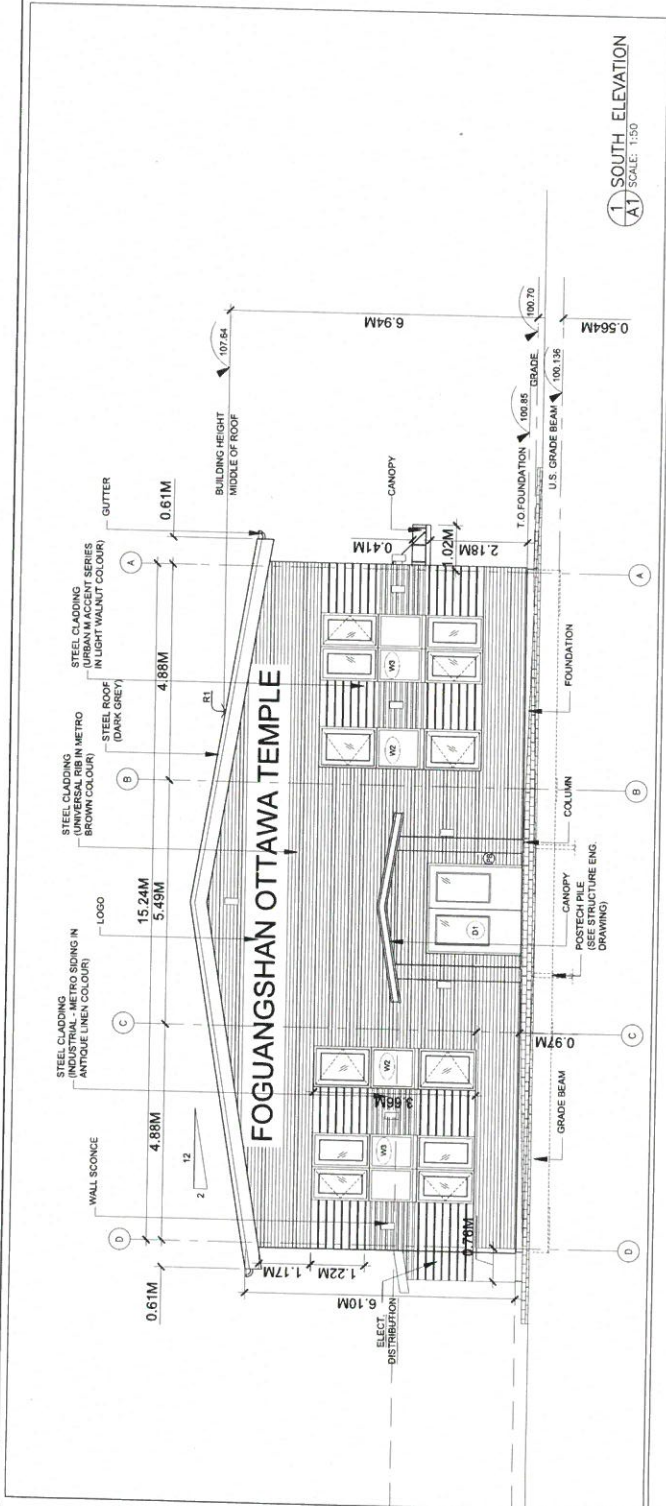 WALL SCONCE
STEEL CLADDING
(INDUSTRIAL - METRO SIDING IN
ANTIQUE LINEN COLOUR)
LOGO
STEEL CLADDING
(UNIVERSAL RIB IN METRO
BROWN COLOUR)
STEEL ROOF
(DARK GREY)
STEEL CLADDING
(URBAN M ACCENT SERIES
IN LIGHT WALNUT COLOUR)
GUTTER
D
C
B
A
15.24M
0.61M
4.88M
5.49M
4.88M
0.61M
12
2
R1
BUILDING HEIGHT
MIDDLE OF ROOF
107.64
FOGUANGSHAN OTTAWA TEMPLE
1.17M
1.22M
6.10M
3.66M
0.76M
0.97M
W3
W2
W2
W3
D1
CANOPY
0.41M
1.02M
2.18M
6.94M
ELECT.
DISTRIBUTION
T.O.FOUNDATION
100.85
GRADE
100.70
U.S. GRADE BEAM
100.136
0.564M
GRADE BEAM
CANOPY
POSTECH PILE
(SEE STRUCTURE ENG.
DRAWING)
COLUMN
FOUNDATION
D
C
B
A
1
A1
SOUTH ELEVATION
SCALE: 1:50